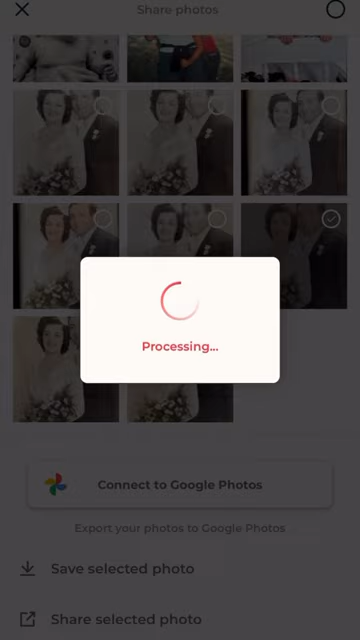 Share photos
Processing...
Connect to Google Photos
Export your photos to Google Photos
Save selected photo
Share selected photo